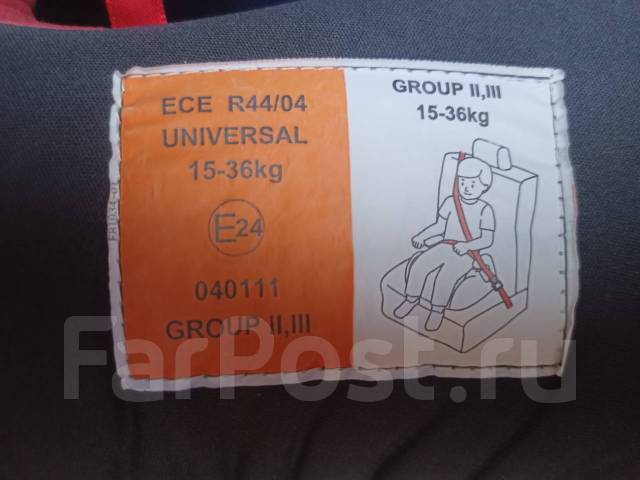 ECE R44/04
UNIVERSAL
15-36kg
E24
040111
GROUP II,III
GROUP II,III
15-36kg
FarPost.ru